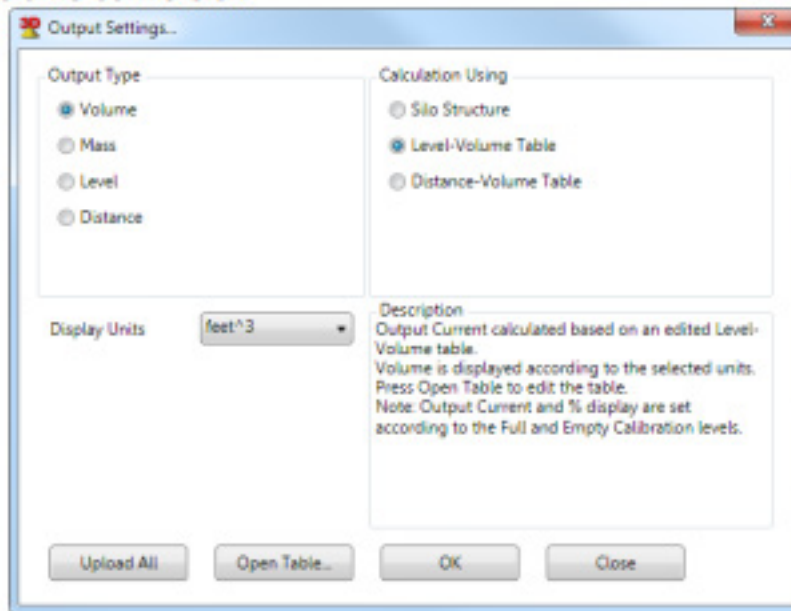 Output Settings...
Output Type
Volume
Mass
Level
Distance
Calculation Using
Silo Structure
Level-Volume Table
Distance-Volume Table
Display Units
feet^3
Description
Output Current calculated based on an edited Level-
Volume table.
Volume is displayed according to the selected units.
Press Open Table to edit the table.
Note: Output Current and % display are set
according to the Full and Empty Calibration levels.
Upload All
Open Table...
OK
Close